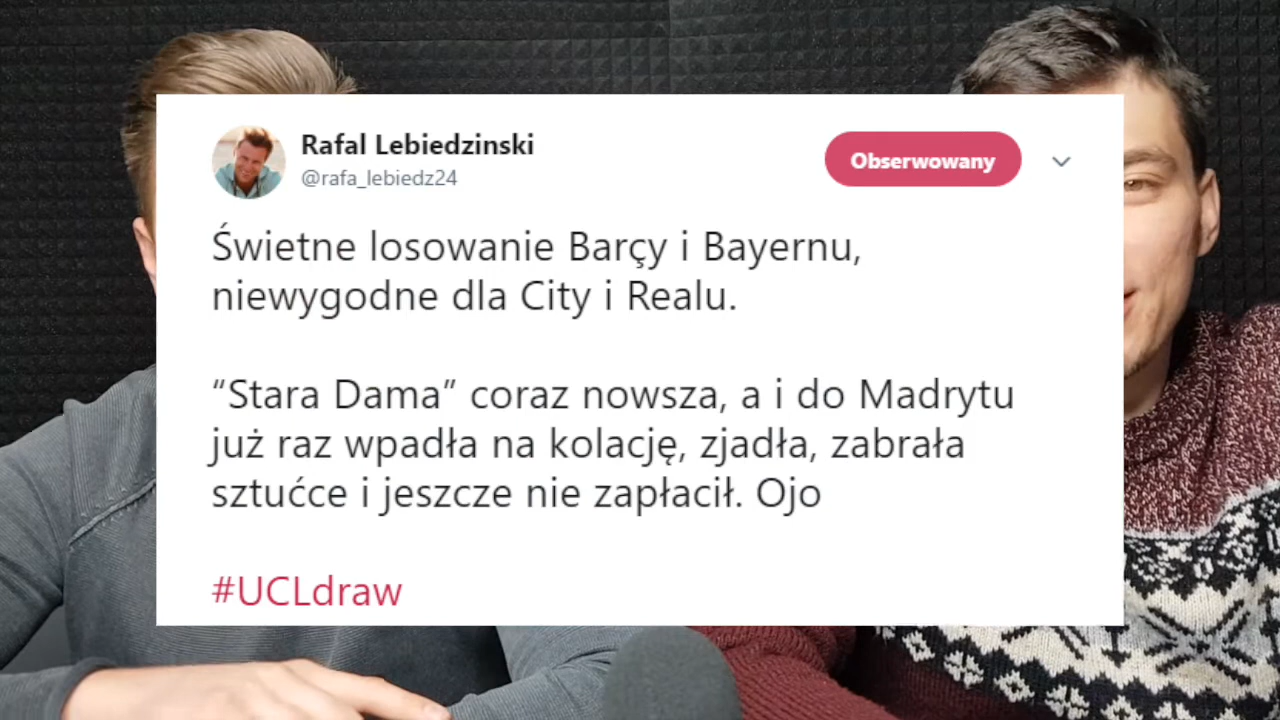 Rafal Lebiedzinski
@rafa_lebiedz24
Obserwowany
Świetne losowanie Barçy i Bayernu,
niewygodne dla City i Realu.
“Stara Dama” coraz nowsza, a i do Madrytu
już raz wpadła na kolację, zjadła, zabrała
sztućce i jeszcze nie zapłacił. Ojo
#UCLdraw